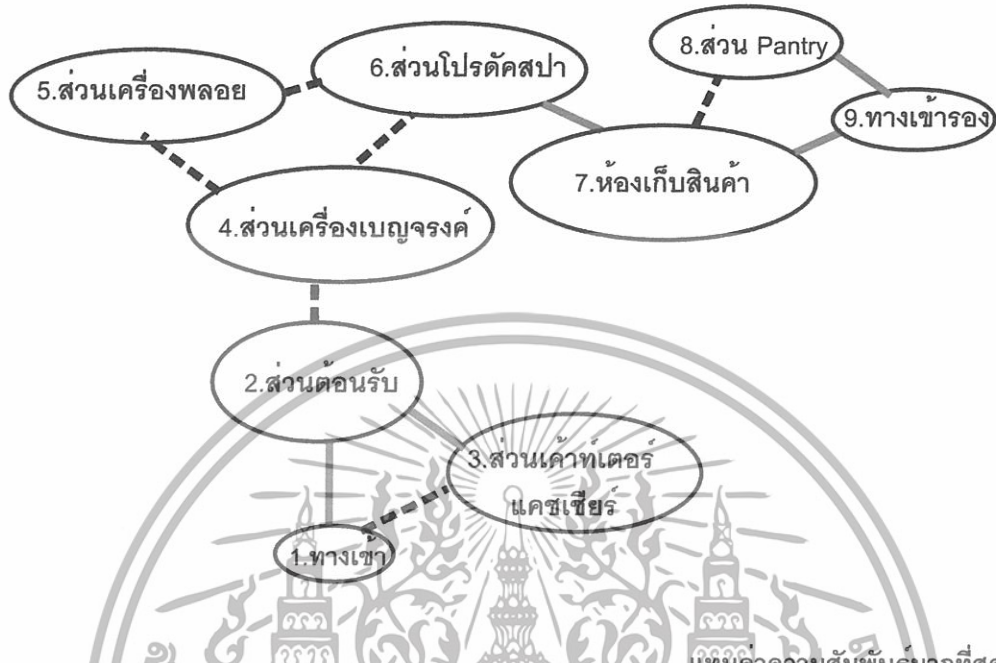 8.ส่วน Pantry
6.ส่วนโปรดัคสปา
5.ส่วนเครื่องพลอย
9.ทางเข้ารอง
7.ห้องเก็บสินค้า
4.ส่วนเครื่องเบญจรงค์
2.ส่วนต้อนรับ
3.ส่วนเค้าท์เตอร์
แคชเชียร์
1.ทางเข้า